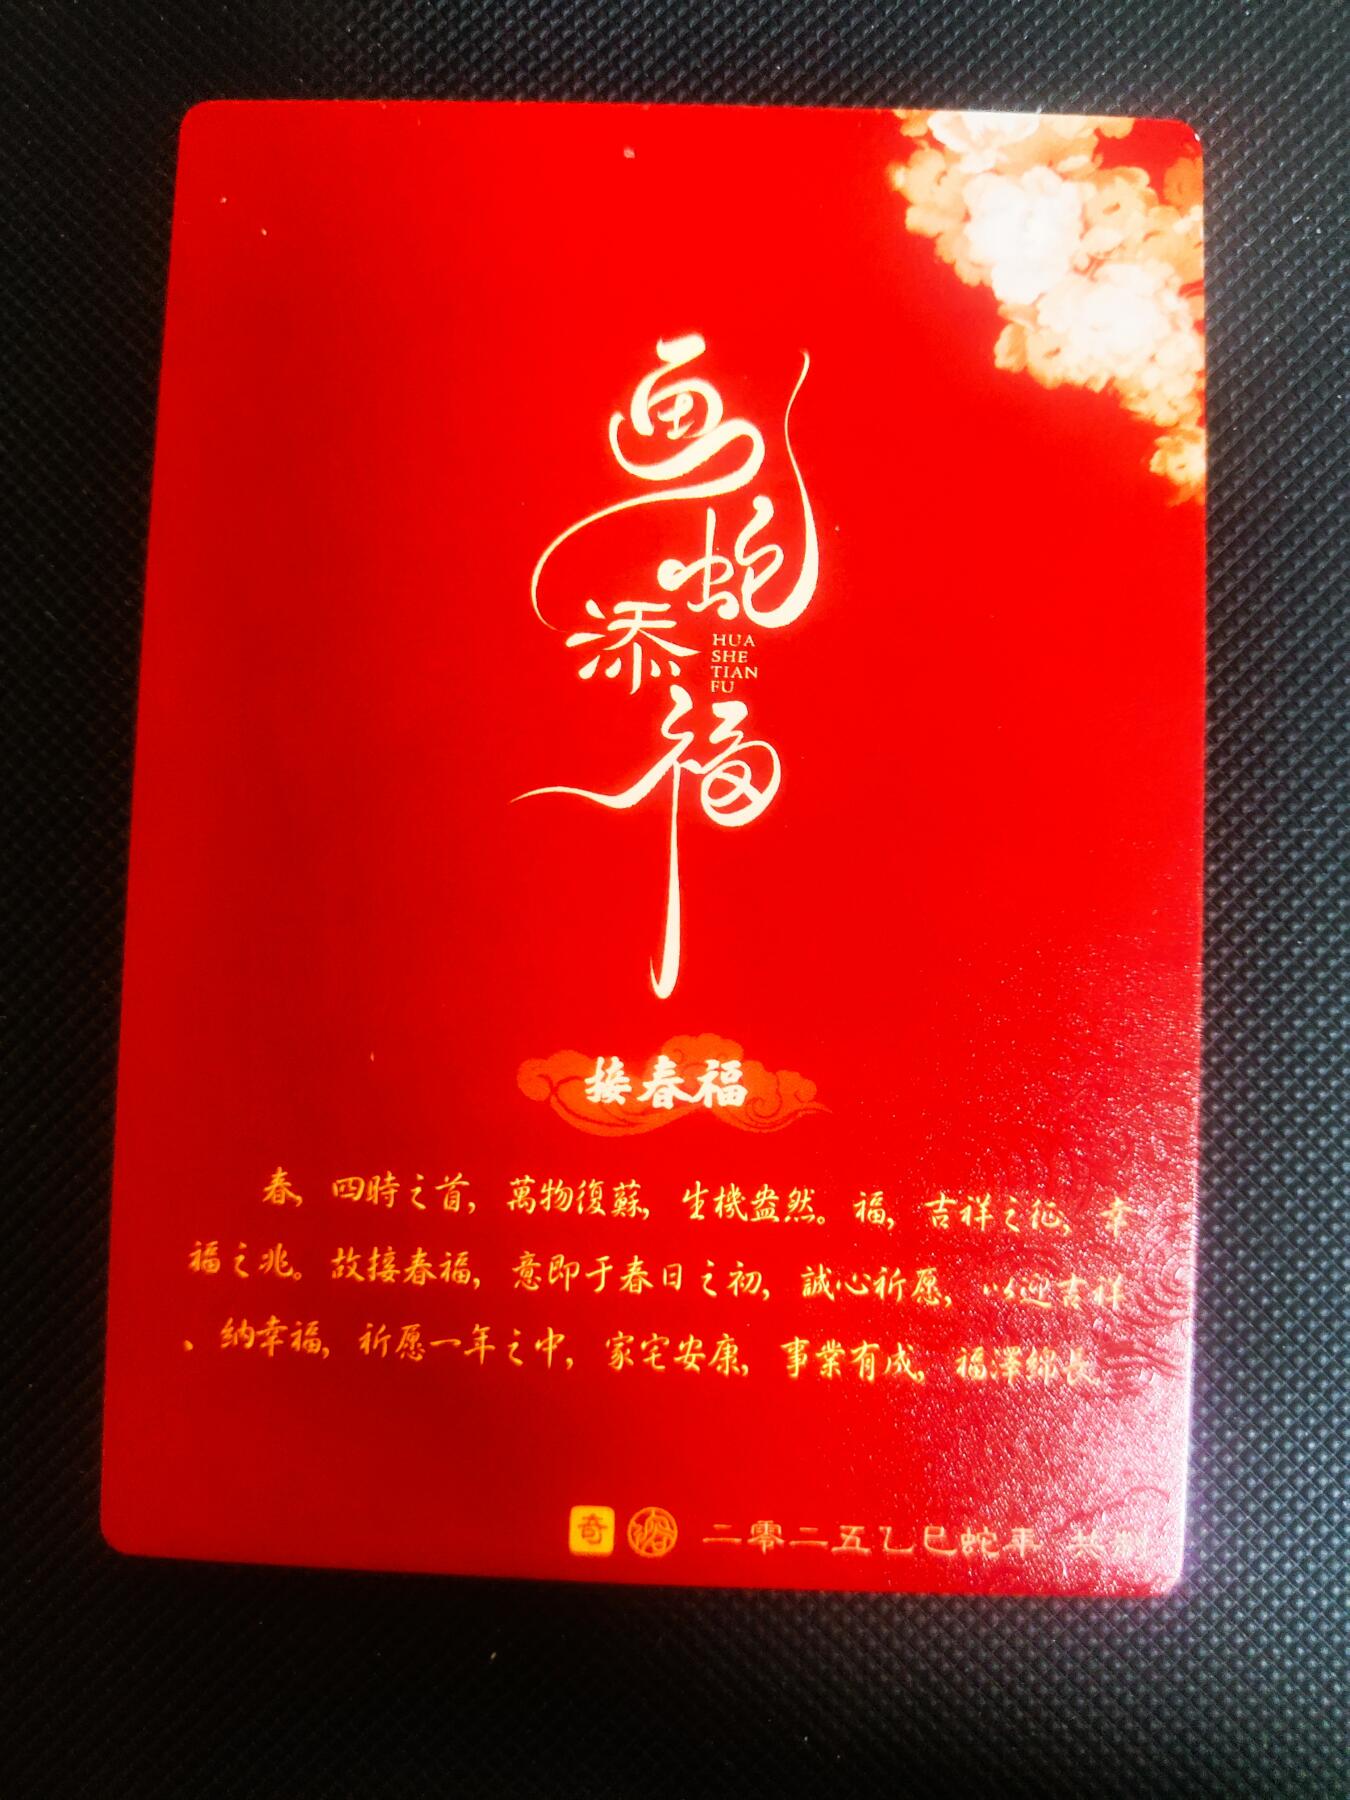 画
蛇
添
HUA
SHE
TIAN
FU
福
接春福
春，四時之首，萬物復蘇，生機盎然。福，吉祥之征，幸
福之兆。故接春福，意即于春日之初，誠心祈愿，以迎吉祥
、納幸福，祈愿一年之中，家宅安康，事業有成，福澤綿長
奇 二零二五乙巳蛇年 共制